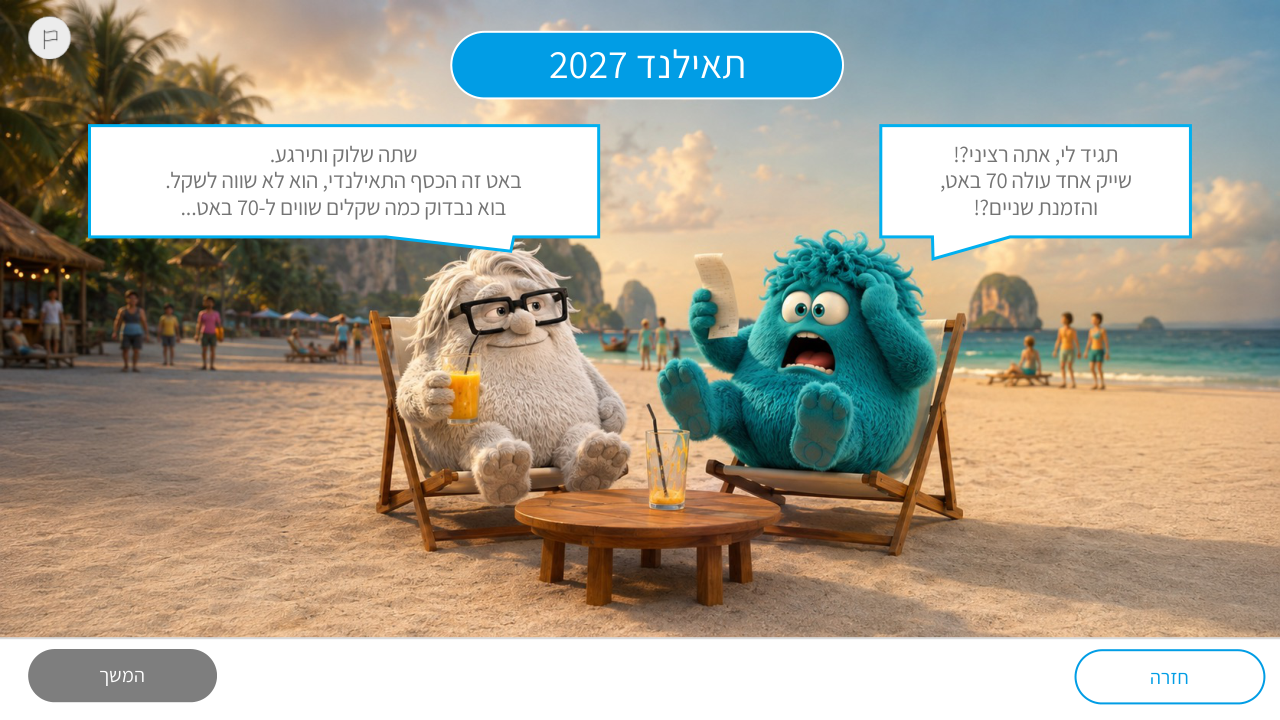 תאילנד 2027
תגיד לי, אתה רציני?!
שייק אחד עולה 70 באט,
והזמנת שניים?!
שתה שלוק ותירגע.
באט זה הכסף התאילנדי, הוא לא שווה לשקל.
בוא נבדוק כמה שקלים שווים ל-70 באט...
חזרה
המשך